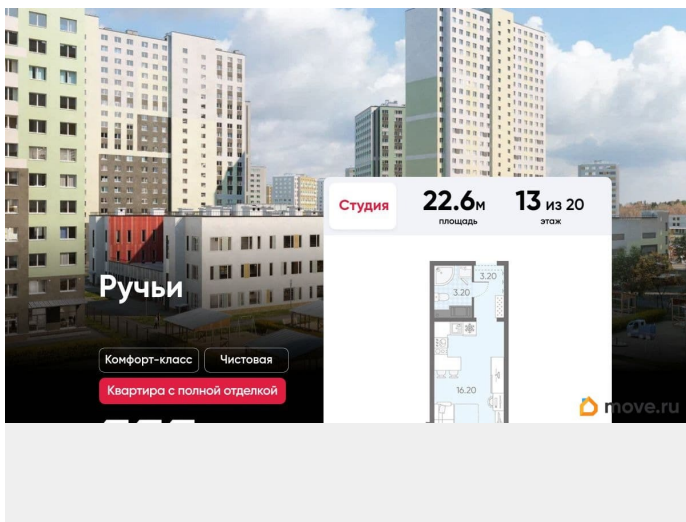 Студия
22.6м
площадь
13 из 20
этаж
3.20
3.20
Ручьи
Комфорт-класс
Чистовая
Квартира с полной отделкой
16.20
move.ru